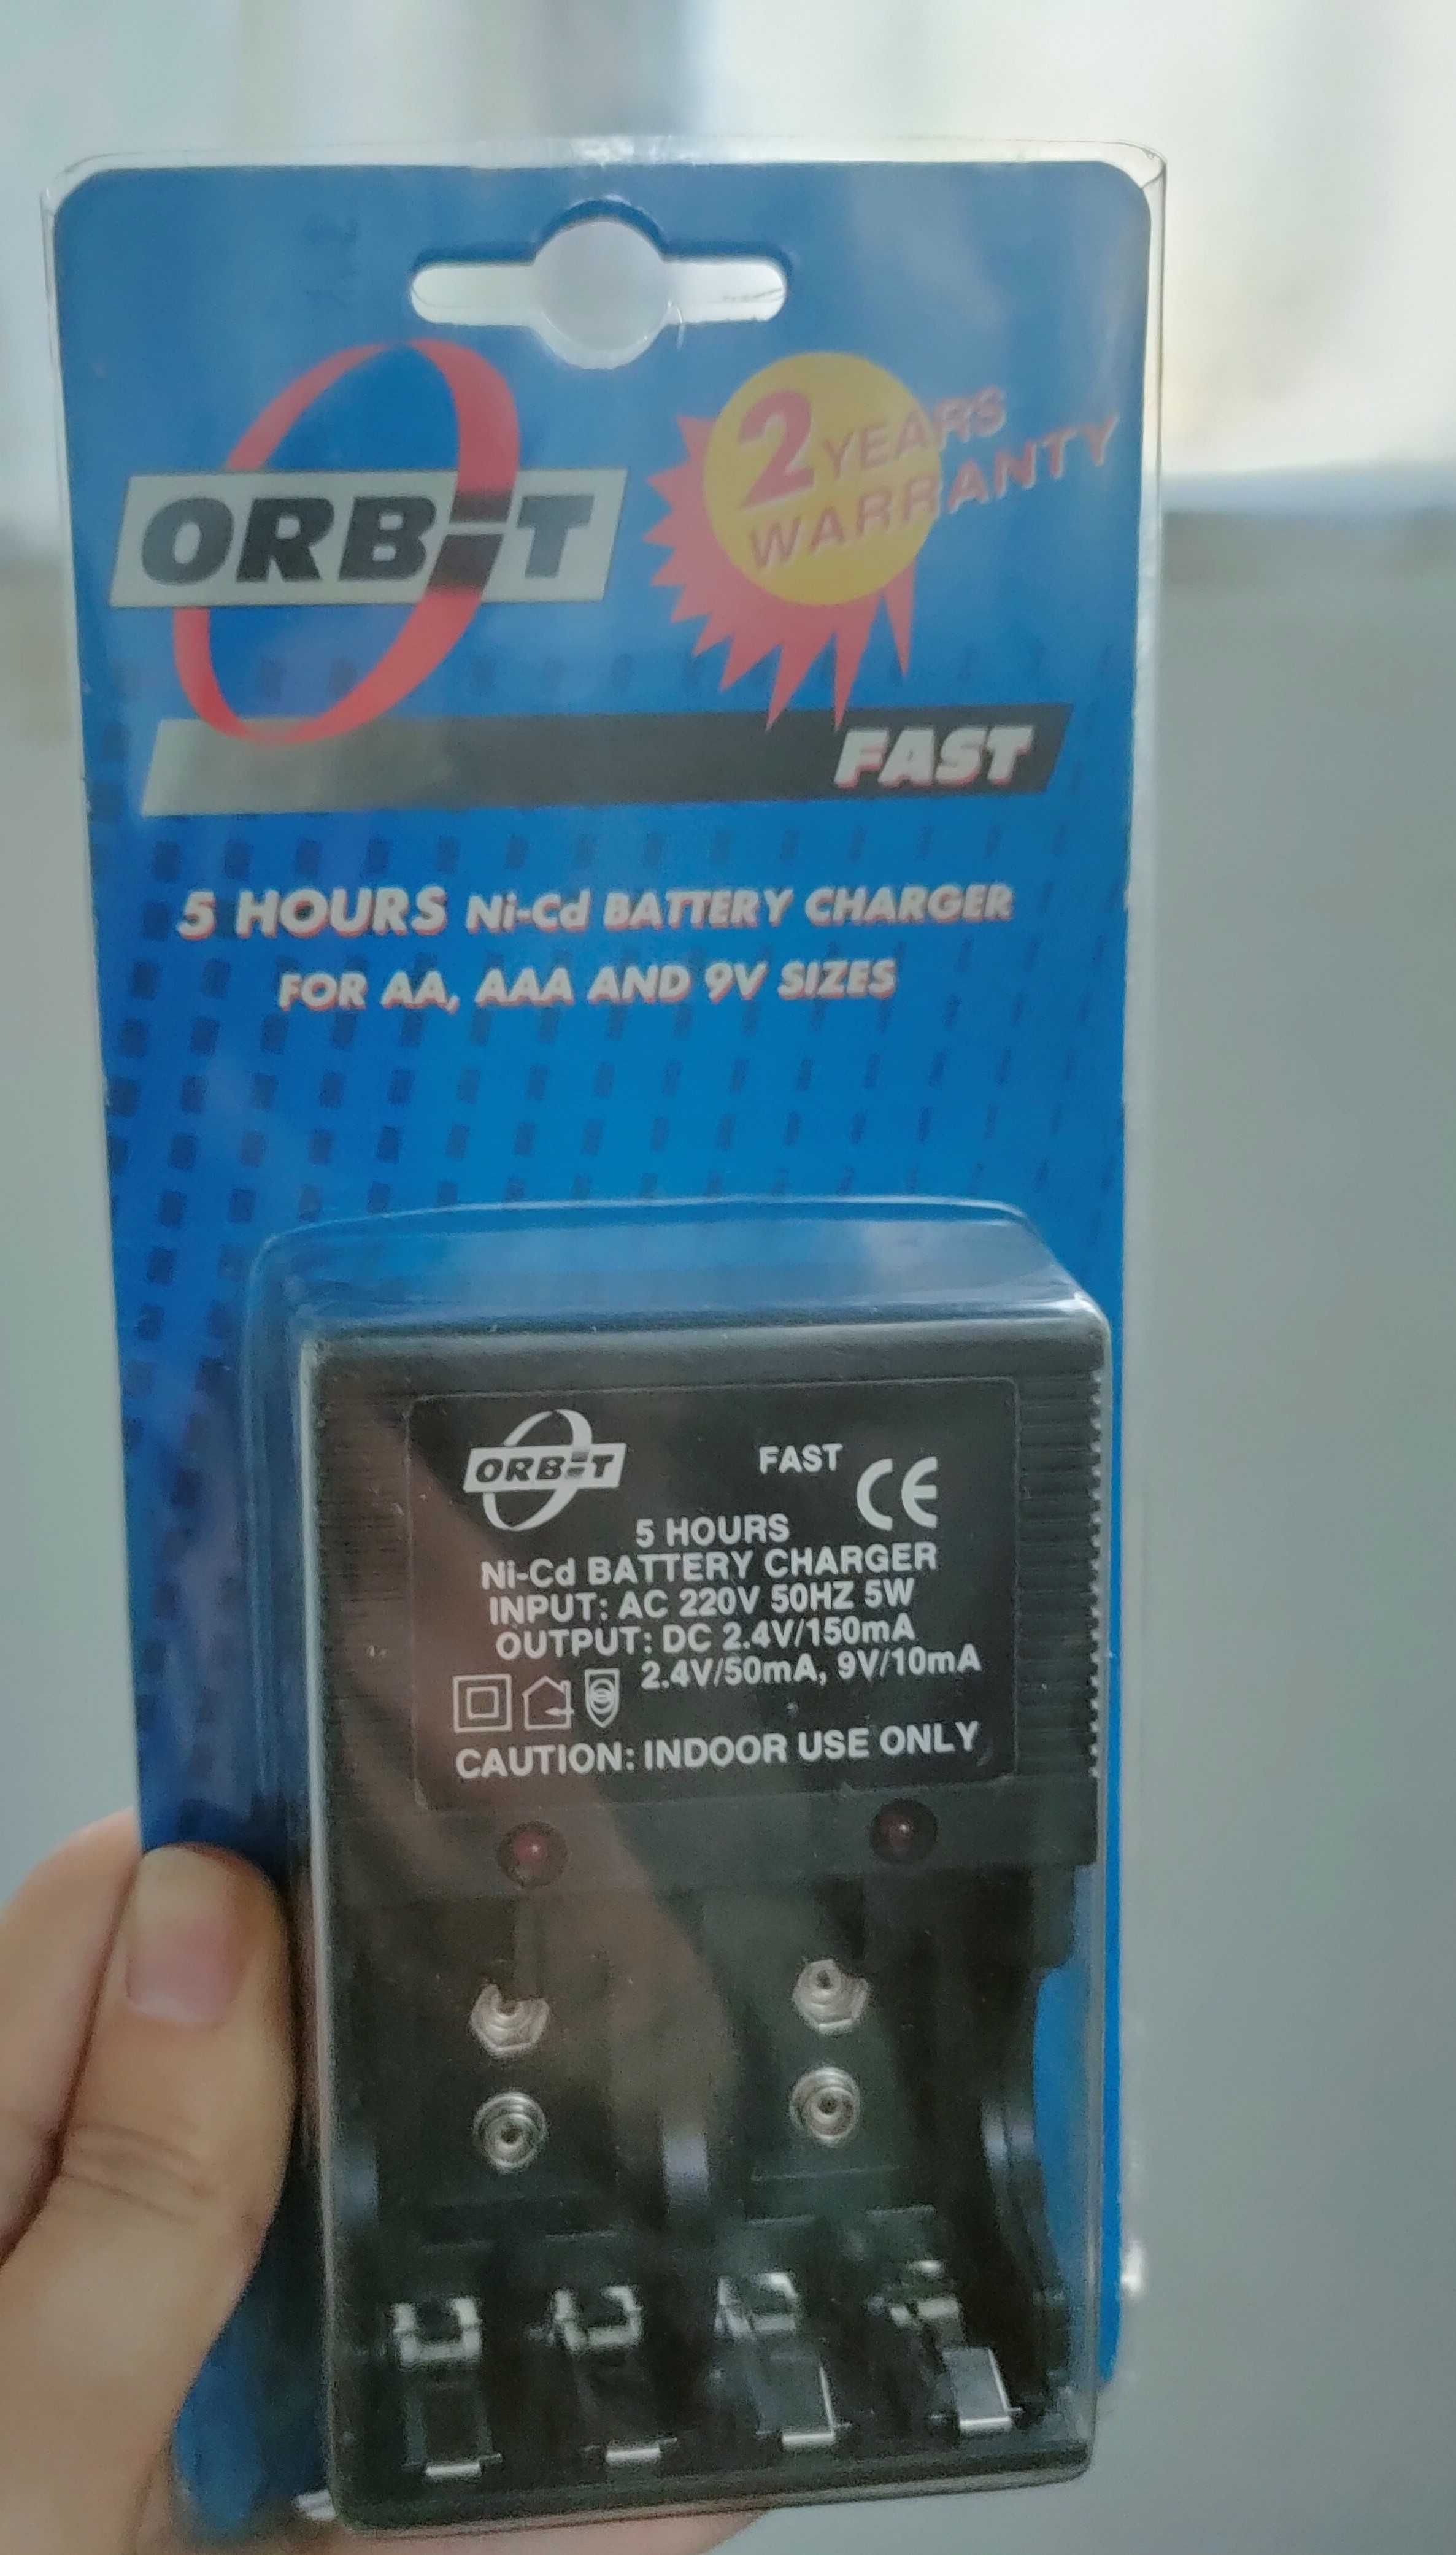 ORBIT
2 YEARS
WARRANTY
FAST
5 HOURS Ni-Cd BATTERY CHARGER
FOR AA, AAA AND 9V SIZES
ORBIT
FAST
CE
5 HOURS
Ni-Cd BATTERY CHARGER
INPUT: AC 220V 50HZ 5W
OUTPUT: DC 2.4V/150mA
2.4V/50mA, 9V/10mA
CAUTION: INDOOR USE ONLY